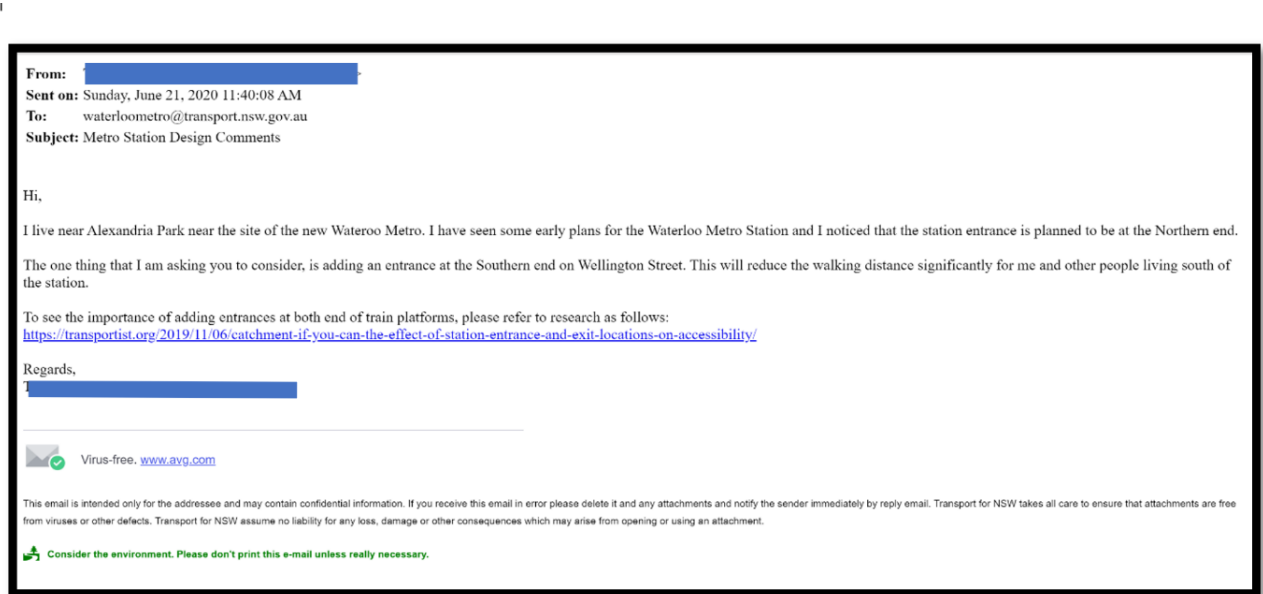 From:
Sent on: Sunday, June 21, 2020 11:40:08 AM
To: waterloometro@transport.nsw.gov.au
Subject: Metro Station Design Comments
Hi,
I live near Alexandria Park near the site of the new Wateroo Metro. I have seen some early plans for the Waterloo Metro Station and I noticed that the station entrance is planned to be at the Northern end.
The one thing that I am asking you to consider, is adding an entrance at the Southern end on Wellington Street. This will reduce the walking distance significantly for me and other people living south of
the station.
To see the importance of adding entrances at both end of train platforms, please refer to research as follows:
https://transportist.org/2019/11/06/catchment-if-you-can-the-effect-of-station-entrance-and-exit-locations-on-accessibility/
Regards,
T
Virus-free. www.avg.com
This email is intended only for the addressee and may contain confidential information. If you receive this email in error please delete it and any attachments and notify the sender immediately by reply email. Transport for NSW takes all care to ensure that attachments are free
from viruses or other defects. Transport for NSW assume no liability for any loss, damage or other consequences which may arise from opening or using an attachment.
Consider the environment. Please don't print this e-mail unless really necessary.